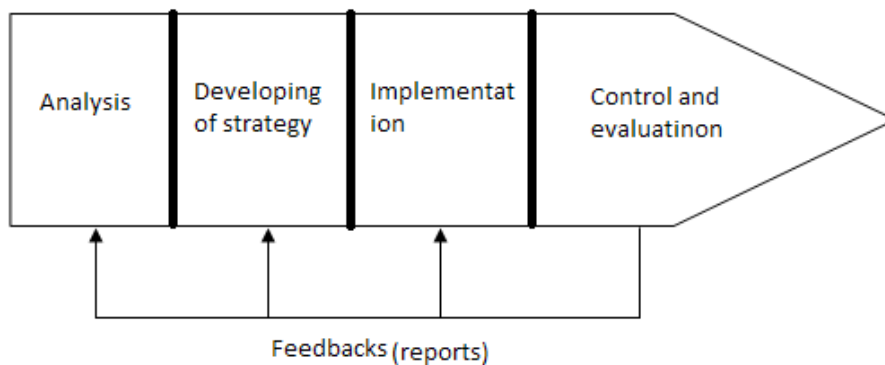 Analysis
Developing
of strategy
Implementat
ion
Control and
evaluatinon
Feedbacks (reports)